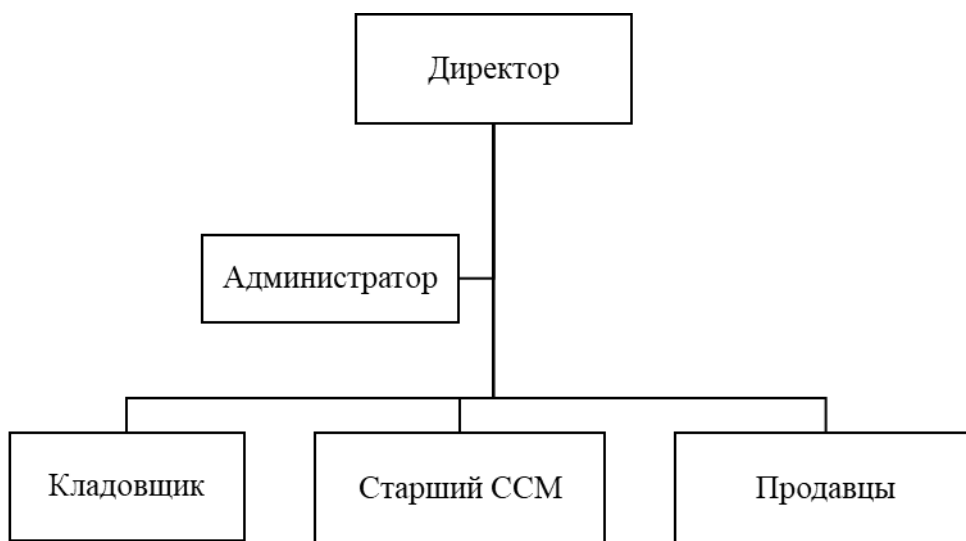 Директор
Администратор
Кладовщик
Старший ССМ
Продавцы